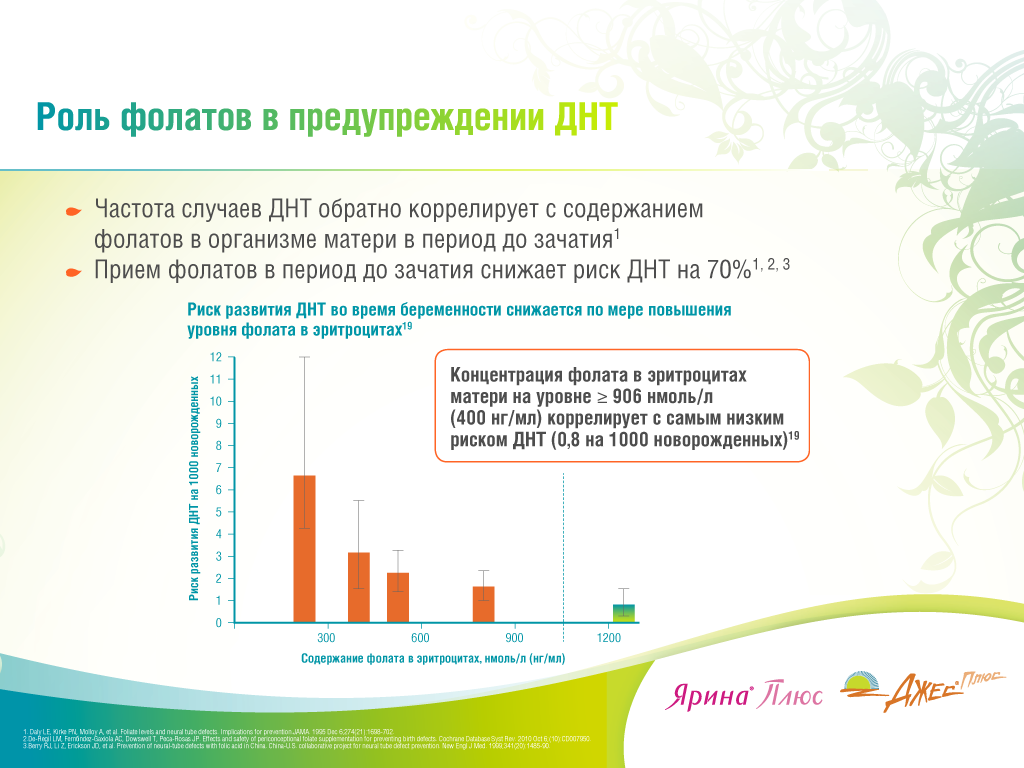 Роль фолатов в предупреждении ДНТ
Частота случаев ДНТ обратно коррелирует с содержанием
фолатов в организме матери в период до зачатия1
Прием фолатов в период до зачатия снижает риск ДНТ на 70%1, 2, 3
Риск развития ДНТ во время беременности снижается по мере повышения
уровня фолата в эритроцитах19
Концентрация фолата в эритроцитах
матери на уровне ≥ 906 нмоль/л
(400 нг/мл) коррелирует с самым низким
риском ДНТ (0,8 на 1000 новорожденных)19
Риск развития ДНТ на 1000 новорожденных
12
11
10
9
8
7
6
5
4
3
2
1
0
300 600 900 1200
Содержание фолата в эритроцитах, нмоль/л (нг/мл)
Ярина® Плюс
Джес® Плюс
1. Daly LE, Kirke PN, Molloy A, et al. Folate levels and neural tube defects. Implications for prevention JAMA. 1995 Dec 6;274(21):1698-702.
2 De-Regil LM, Fernández-Gaxiola AC, Dowswell T, Peña-Rosas JP. Effects and safety of periconceptional folate supplementation for preventing birth defects. Cochrane Database Syst Rev. 2010 Oct 6;(10):CD007950.
3 Berry RJ, Li Z, Erickson JD, et al. Prevention of neural-tube defects with folic acid in China. China-U.S. collaborative project for neural tube defect prevention. New Engl J Med. 1999;341(20):1485-90.